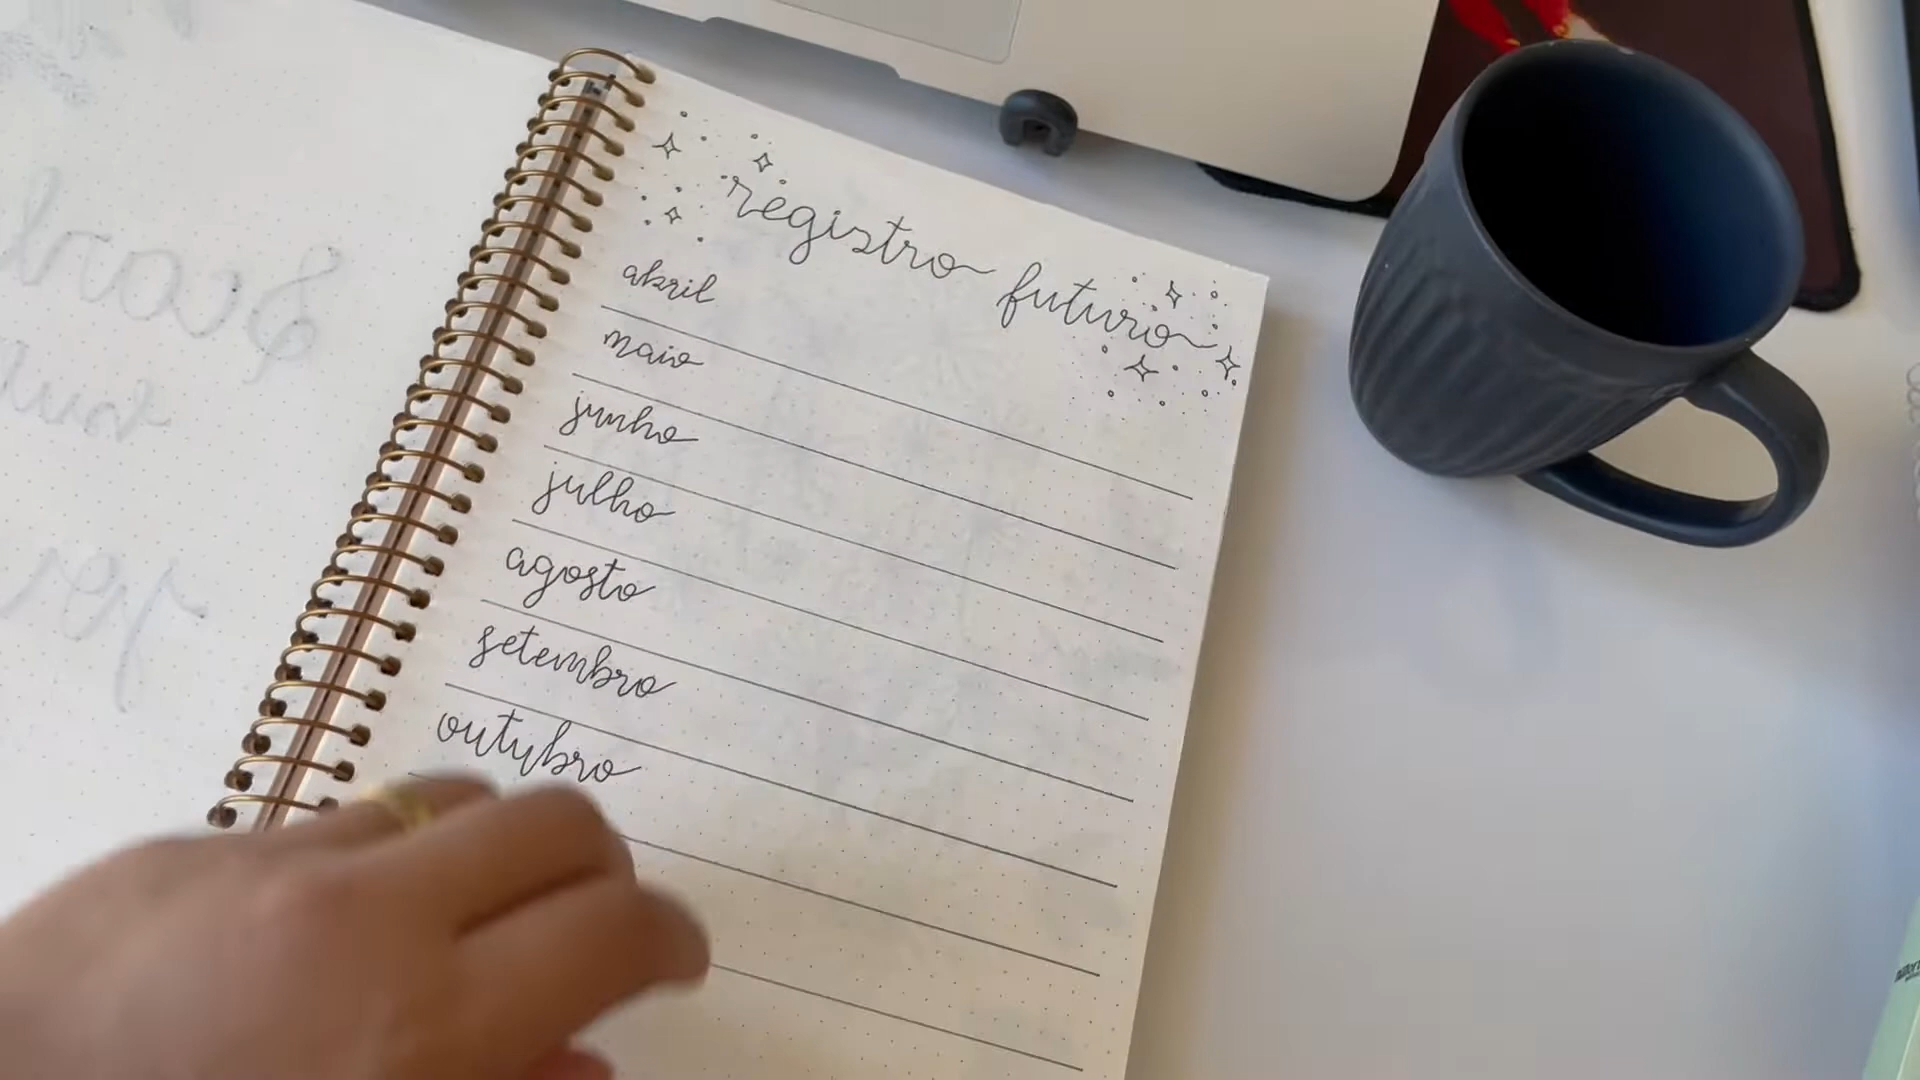 registro futuro
abril
maio
junho
julho
agosto
setembro
outubro